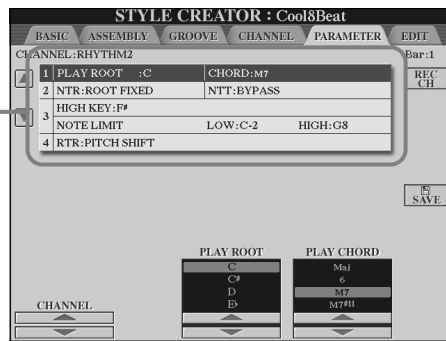 STYLE CREATOR : Cool8Beat
BASIC ASSEMBLY GROOVE CHANNEL PARAMETER EDIT
CHANNEL:RHYTHM2 Bar:1
1 PLAY ROOT :C CHORD:M7
REC
CH
2 NTR:ROOT FIXED NTT:BYPASS
3 HIGH KEY:F#
NOTE LIMIT LOW:C-2 HIGH:G8
4 RTR:PITCH SHIFT
SAVE
PLAY ROOT PLAY CHORD
C Maj
C# 6
D M7
E♭ M7#11
CHANNEL